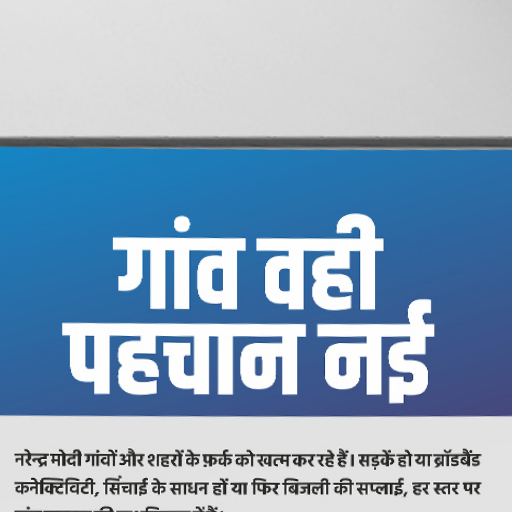 गांव वही
पहचान नई
नरेन्द्र मोदी गांवों और शहरों के फ़र्क को खत्म कर रहे हैं। सड़कें हो या ब्रॉडबैंड
कनेक्टिविटी, सिंचाई के साधन हों या फिर बिजली की सप्लाई, हर स्तर पर